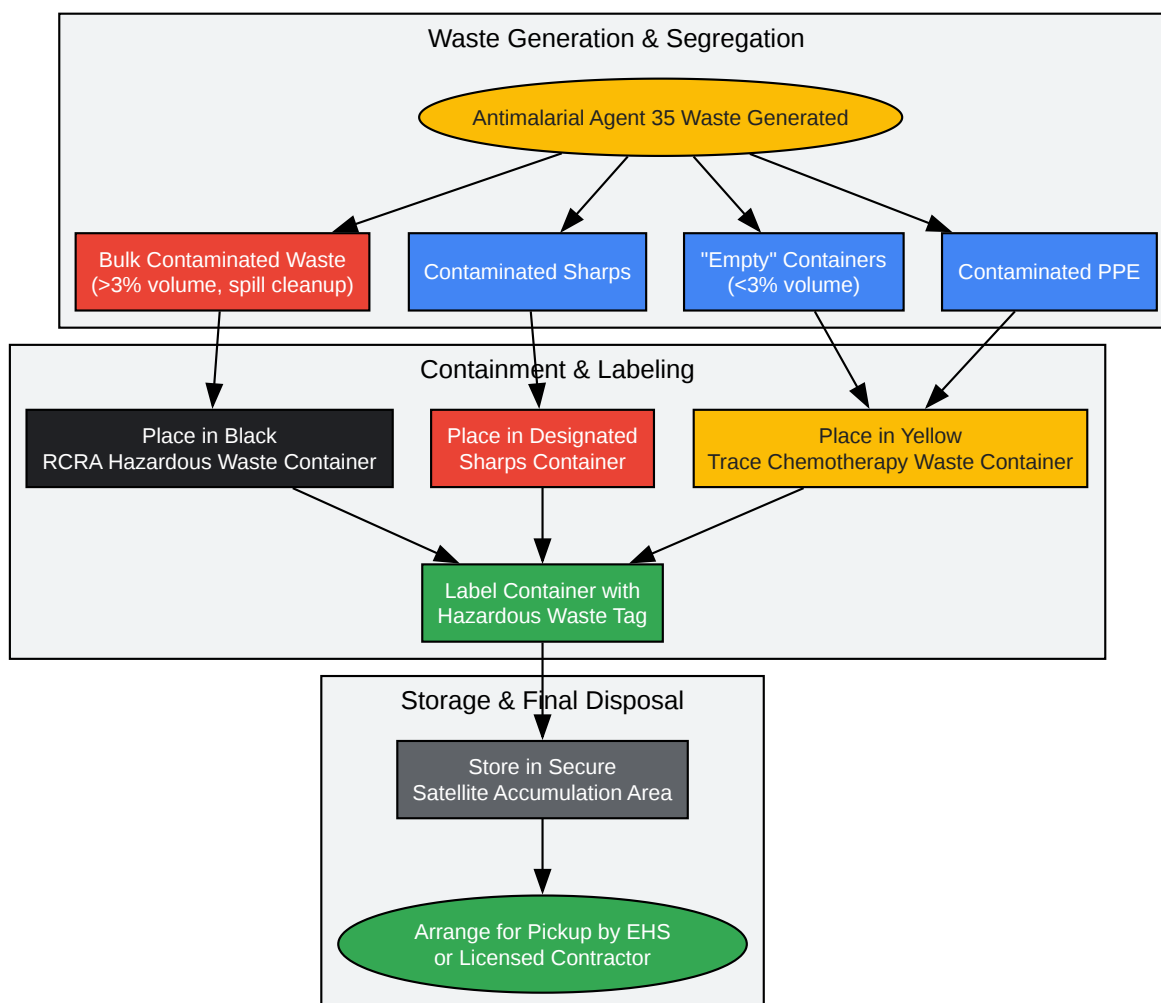 Waste Generation & Segregation
Antimalarial Agent 35 Waste Generated
Bulk Contaminated Waste
(>3% volume, spill cleanup)
Contaminated Sharps
"Empty" Containers
(<3% volume)
Contaminated PPE
Containment & Labeling
Place in Black
RCRA Hazardous Waste Container
Place in Designated
Sharps Container
Place in Yellow
Trace Chemotherapy Waste Container
Label Container with
Hazardous Waste Tag
Storage & Final Disposal
Store in Secure
Satellite Accumulation Area
Arrange for Pickup by EHS
or Licensed Contractor